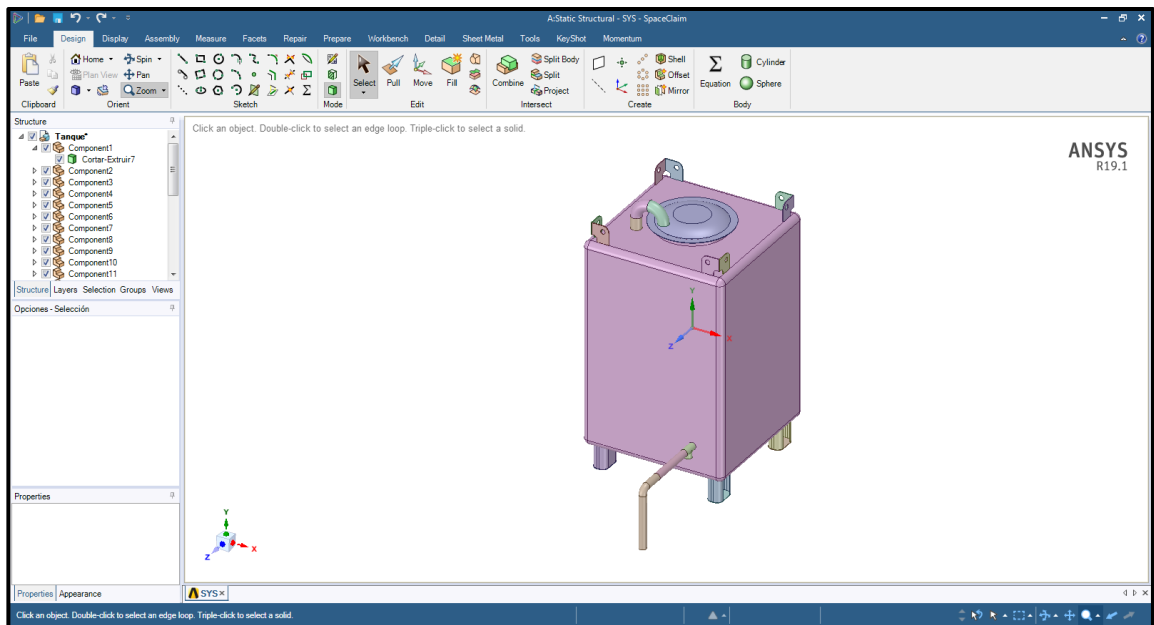 A:Static Structural - SYS - SpaceClaim
File Design Display Assembly Measure Facets Repair Prepare Workbench Detail Sheet Metal Tools KeyShot Momentum
Home Spin Split Body Shell Cylinder
Plan View Pan Split Offset
Paste Zoom Select Pull Move Fill Combine Project Mirror Equation Sphere
Clipboard Orient Sketch Mode Edit Intersect Create Body
Structure
Tanque*
Component1
Cortar-Extruir7
Component2
Component3
Component4
Component5
Component6
Component7
Component8
Component9
Component10
Component11
Structure Layers Selection Groups Views
Opciones - Selección
Properties
Properties Appearance
Click an object. Double-click to select an edge loop. Triple-click to select a solid.
ANSYS
R19.1
Y
X
Z
Y
X
Z
SYS
Click an object. Double-click to select an edge loop. Triple-click to select a solid.